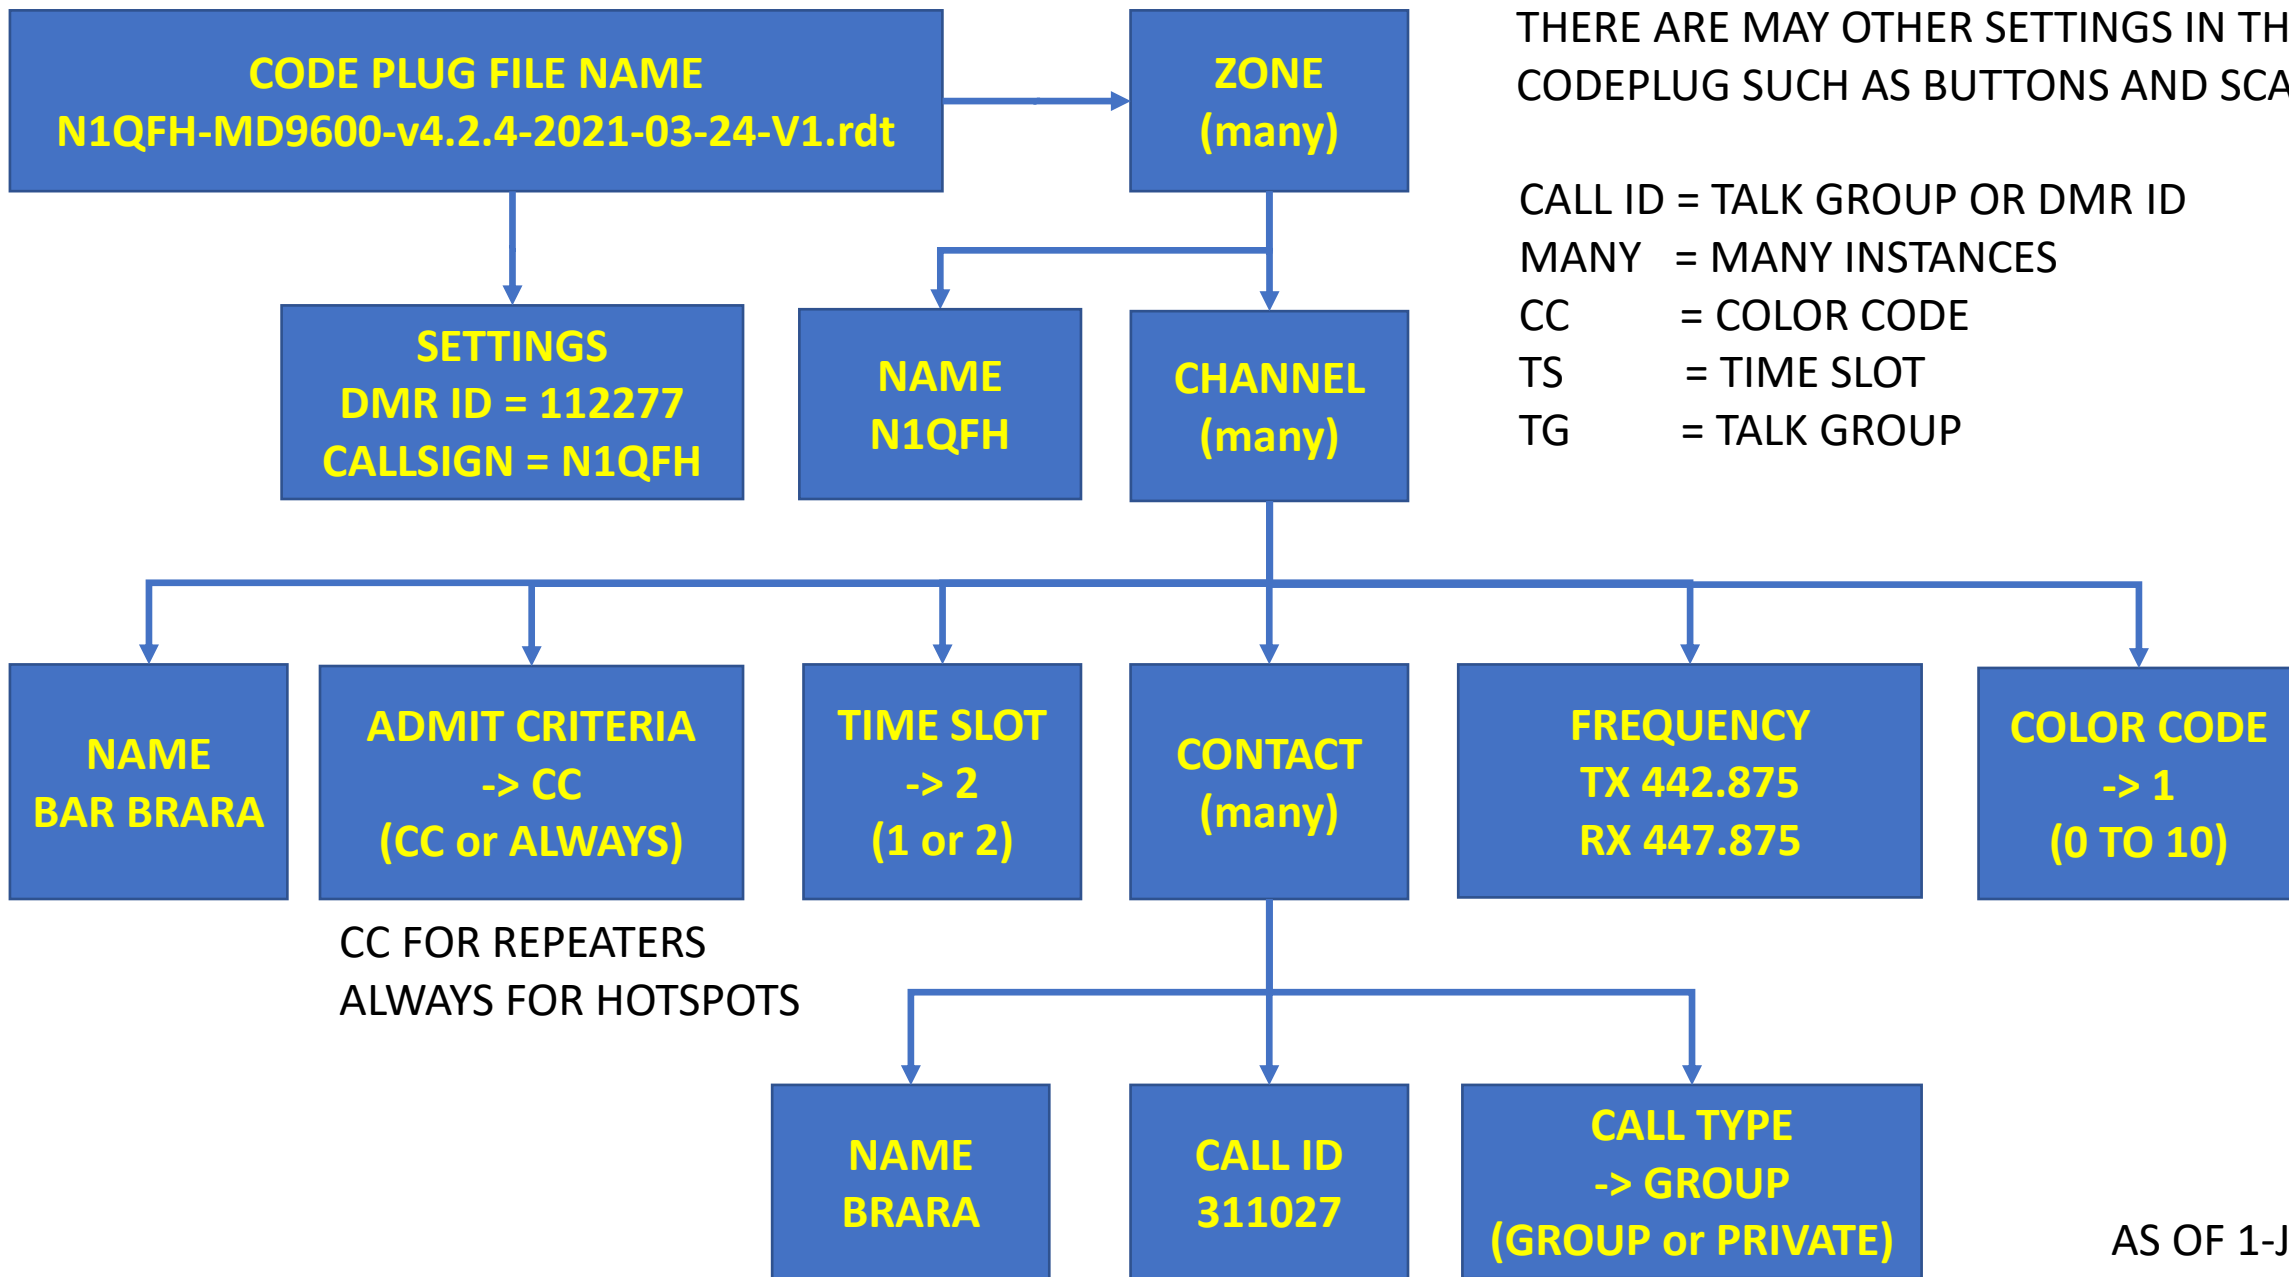 CODE PLUG FILE NAME
N1QFH-MD9600-v4.2.4-2021-03-24-V1.rdt
ZONE
(many)
THERE ARE MAY OTHER SETTINGS IN TH
CODEPLUG SUCH AS BUTTONS AND SCA
CALL ID = TALK GROUP OR DMR ID
MANY = MANY INSTANCES
CC = COLOR CODE
TS = TIME SLOT
TG = TALK GROUP
SETTINGS
DMR ID = 112277
CALLSIGN = N1QFH
NAME
N1QFH
CHANNEL
(many)
NAME
BAR BRARA
ADMIT CRITERIA
-> CC
(CC or ALWAYS)
TIME SLOT
-> 2
(1 or 2)
CONTACT
(many)
FREQUENCY
TX 442.875
RX 447.875
COLOR CODE
-> 1
(0 TO 10)
CC FOR REPEATERS
ALWAYS FOR HOTSPOTS
NAME
BRARA
CALL ID
311027
CALL TYPE
-> GROUP
(GROUP or PRIVATE)
AS OF 1-J